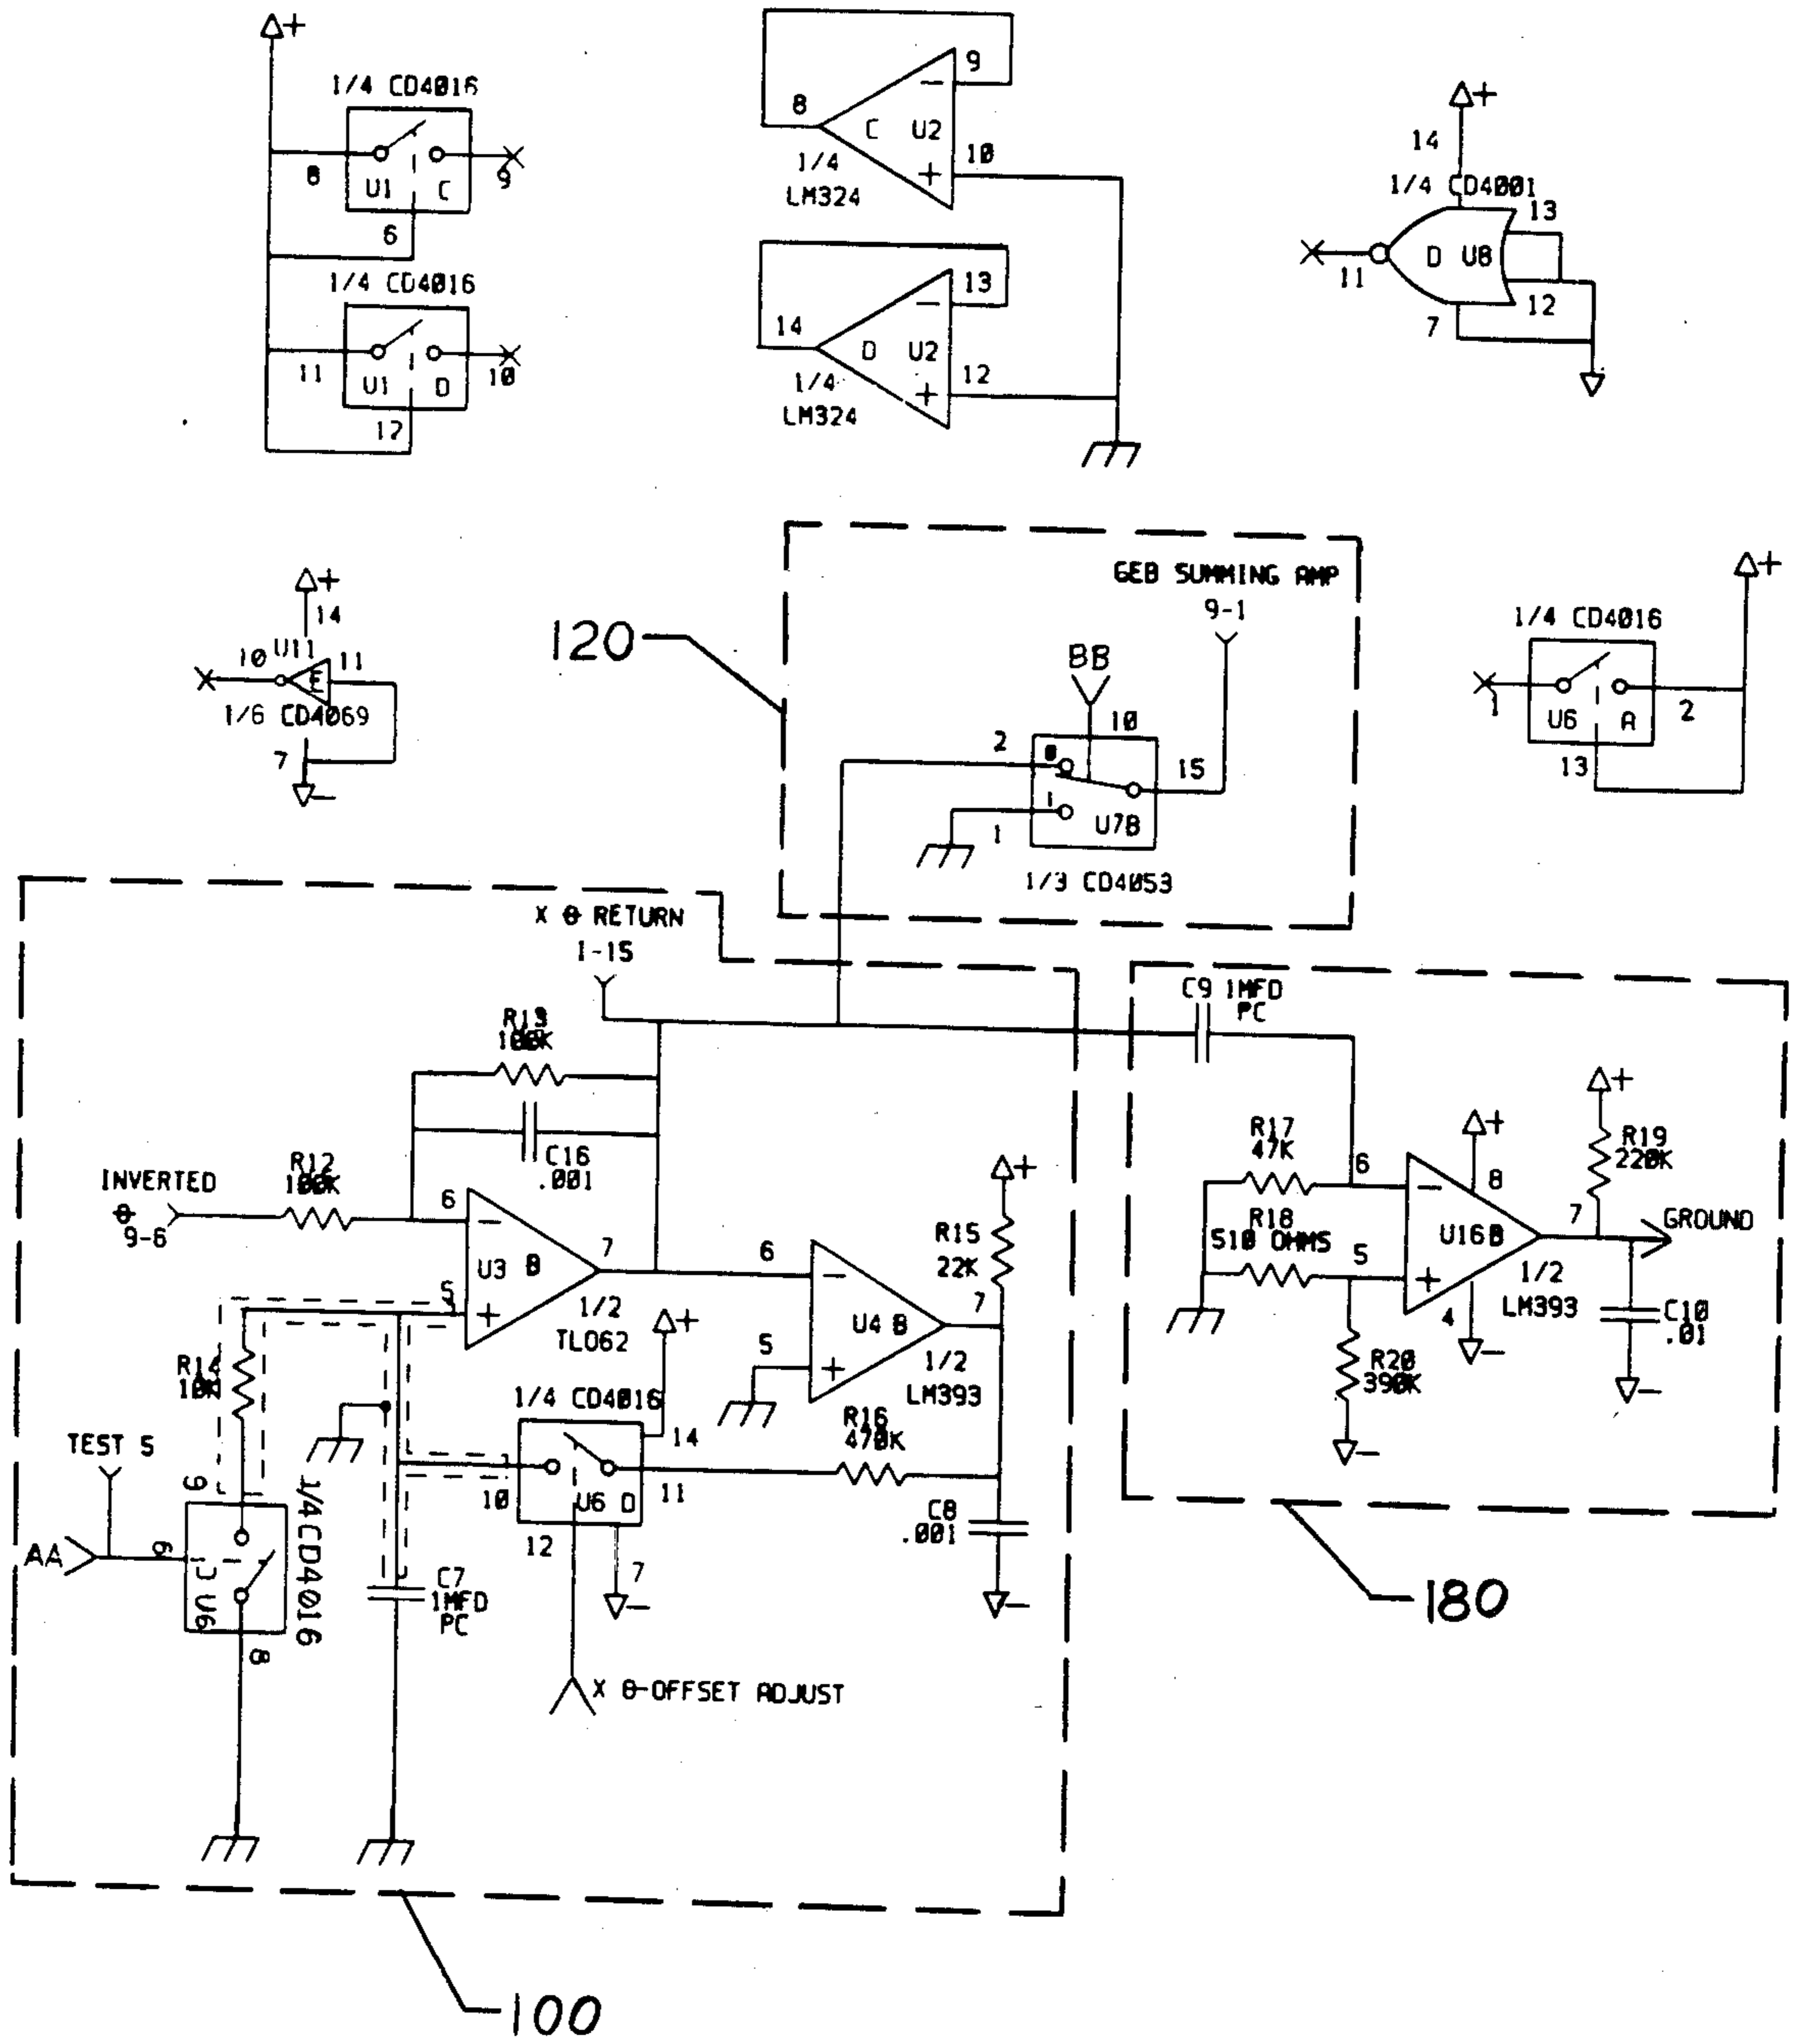 +
1/4 CD4016
8
U1 C
9
6
1/4 CD4016
11
U1 D
10
12
9
-
8
C U2
10
+
1/4
LM324
13
-
14
D U2
12
+
1/4
LM324
+
14
1/4 CD4001
13
D U8
11
12
7
+
14
U11
10
11
E
1/6 CD4069
7
-
120
GEB SUMMING AMP
9-1
BB
10
2
0
15
1
U7B
1
1/3 CD4053
+
1/4 CD4016
1
U6 A
2
13
X θ RETURN
1-15
R13
100K
C16
.001
INVERTED
θ
9-6
R12
100K
6
-
7
U3 B
5
+
1/2
TL062
6
-
U4 B
7
5
+
1/2
LM393
+
R15
22K
R14
10K
+
1/4 CD4016
14
10
U6 D
11
12
7
-
R16
470K
C8
.001
-
TEST 5
9
1/4CD4016
AA
6
C
U6
8
C7
1MFD
PC
X θ-OFFSET ADJUST
100
C9 1MFD
PC
R17
47K
6
-
+
8
R18
510 OHMS
5
+
U16B
7
1/2
LM393
4
-
+
R19
220K
GROUND
C10
.01
-
R20
390K
-
180